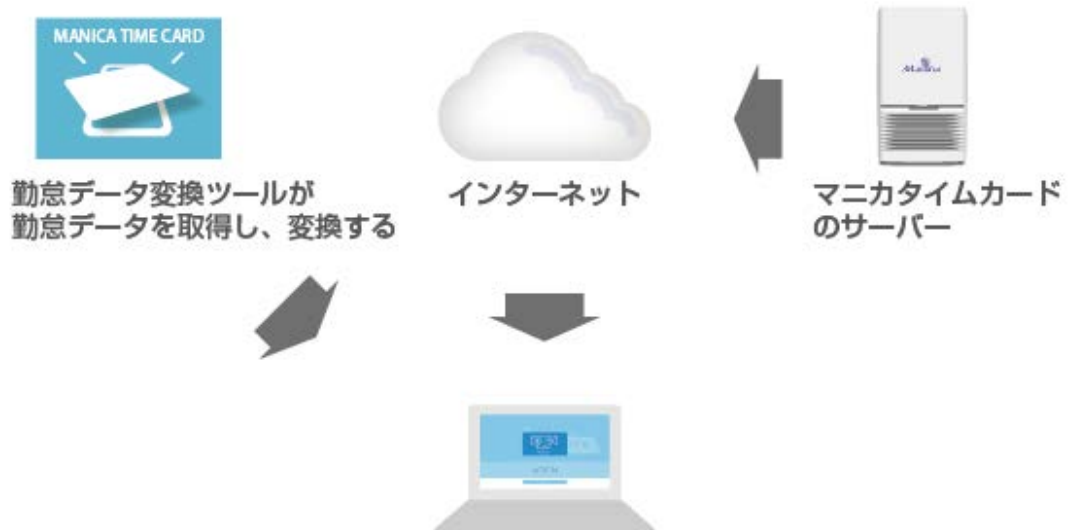 MANICA TIME CARD
勤怠データ変換ツールが
勤怠データを取得し、変換する
インターネット
マニカタイムカード
のサーバー